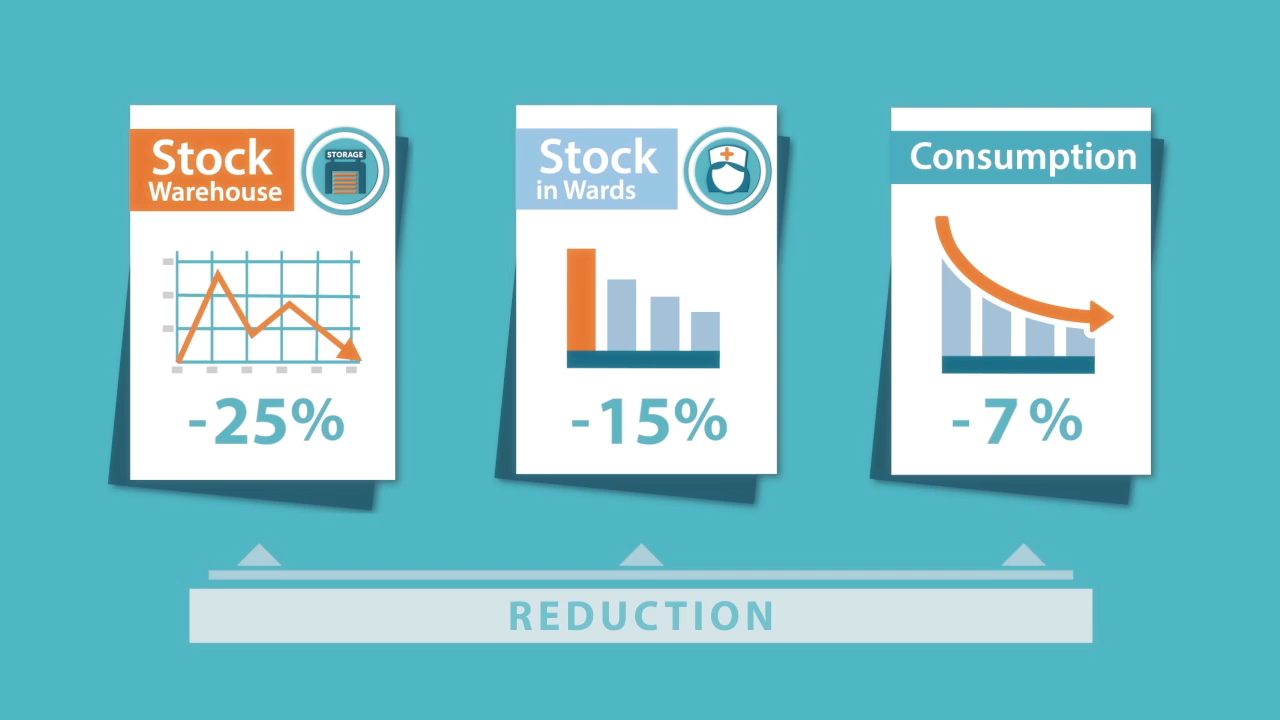 Stock
Warehouse
STORAGE
-25%
Stock
in Wards
-15%
Consumption
-7%
REDUCTION